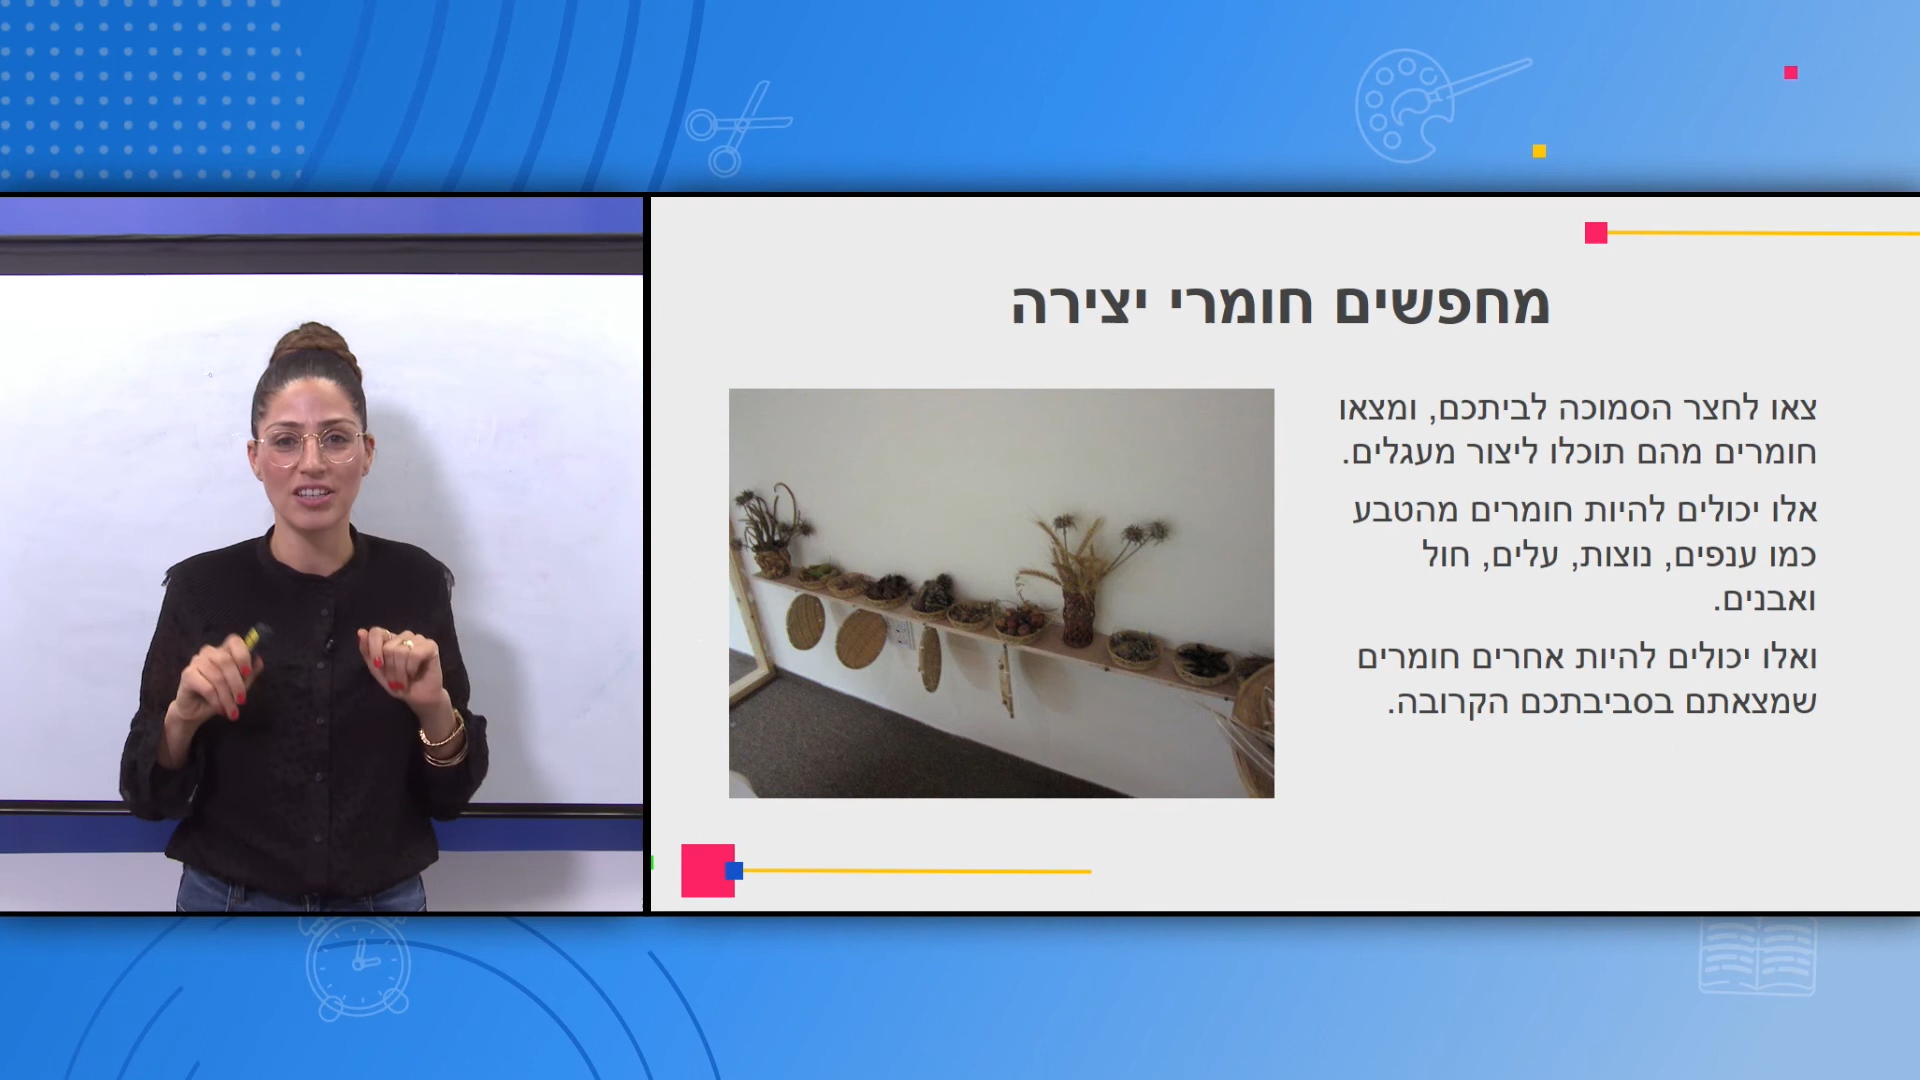 מחפשים חומרי יצירה
צאו לחצר הסמוכה לביתכם, ומצאו
חומרים מהם תוכלו ליצור מעגלים.
אלו יכולים להיות חומרים מהטבע
כמו ענפים, נוצות, עלים, חול
ואבנים.
ואלו יכולים להיות אחרים חומרים
שמצאתם בסביבתכם הקרובה.